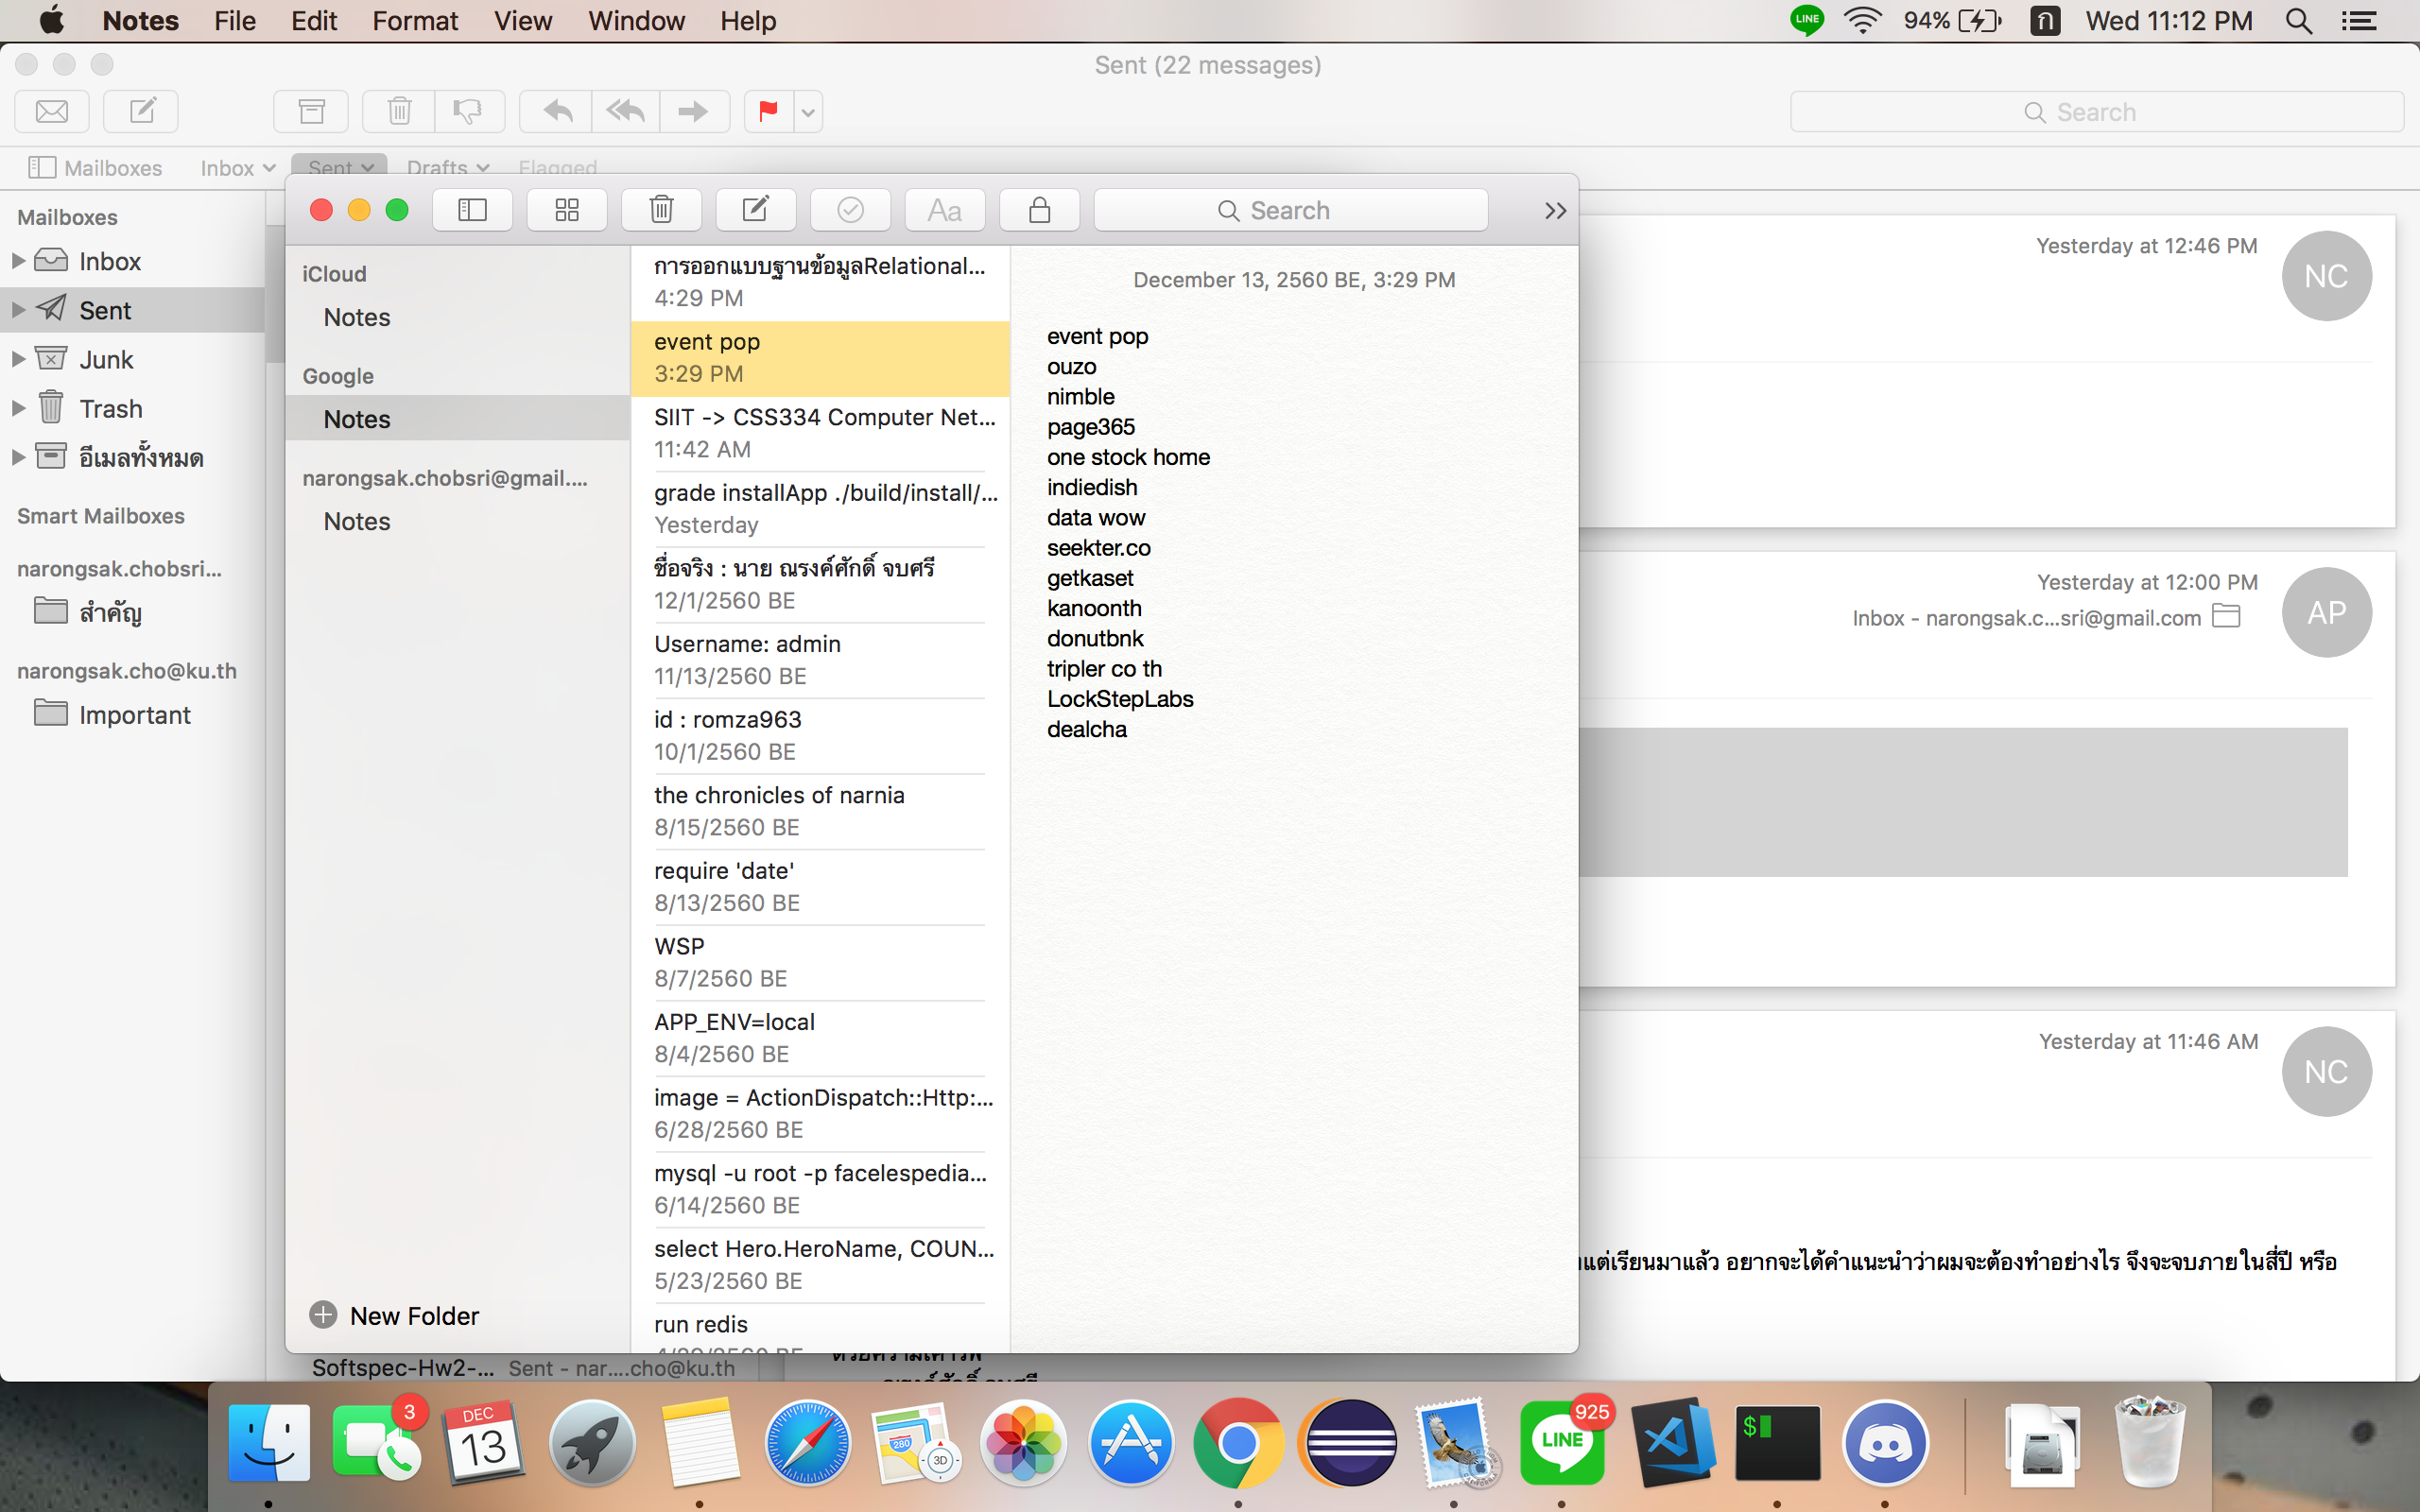 Notes File Edit Format View Window Help
LINE 94% ก Wed 11:12 PM
Sent (22 messages)
Search
Mailboxes Inbox Sent Drafts Flagged
Mailboxes
Inbox
Sent
Junk
Trash
อีเมลทั้งหมด
Smart Mailboxes
narongsak.chobsri...
สำคัญ
narongsak.cho@ku.th
Important
Aa Search
iCloud
Notes
Google
Notes
narongsak.chobsri@gmail....
Notes
New Folder
การออกแบบฐานข้อมูลRelational...
4:29 PM
event pop
3:29 PM
SIIT -> CSS334 Computer Net...
11:42 AM
grade installApp ./build/install/...
Yesterday
ชื่อจริง : นาย ณรงค์ศักดิ์ จบศรี
12/1/2560 BE
Username: admin
11/13/2560 BE
id : romza963
10/1/2560 BE
the chronicles of narnia
8/15/2560 BE
require 'date'
8/13/2560 BE
WSP
8/7/2560 BE
APP_ENV=local
8/4/2560 BE
image = ActionDispatch::Http:...
6/28/2560 BE
mysql -u root -p facelespedia...
6/14/2560 BE
select Hero.HeroName, COUN...
5/23/2560 BE
run redis
December 13, 2560 BE, 3:29 PM
event pop
ouzo
nimble
page365
one stock home
indiedish
data wow
seekter.co
getkaset
kanoonth
donutbnk
tripler co th
LockStepLabs
dealcha
Yesterday at 12:46 PM
NC
Yesterday at 12:00 PM
Inbox - narongsak.c...sri@gmail.com
AP
Yesterday at 11:46 AM
NC
แต่เรียนมาแล้ว อยากจะได้คำแนะนำว่าผมจะต้องทำอย่างไร จึงจะจบภายในสี่ปี หรือ
Softspec-Hw2-... Sent - nar....cho@ku.th
3
DEC
13
280
3D
LINE
925
$